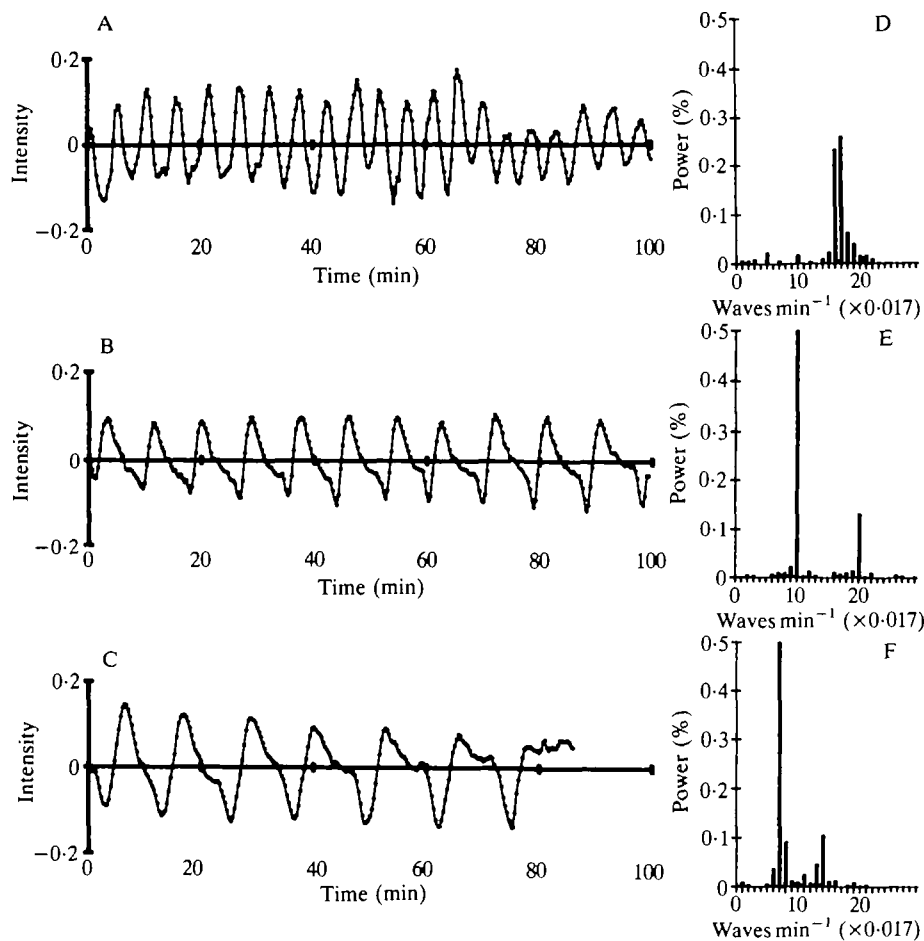 A
0·2
0
−0.2
Intensity
0 20 40 60 80 100
Time (min)
D
0·5
0·4
0·3
0·2
0·1
0
Power (%)
0 10 20
Waves min⁻¹ (×0·017)
B
0·2
0
−0·2
Intensity
0 20 40 60 80 100
Time (min)
E
0·5
0·4
0·3
0·2
0·1
0
Power (%)
0 10 20
Waves min⁻¹ (×0·017)
C
0·2
0
−0·2
Intensity
0 20 40 60 80 100
Time (min)
F
0·5
0·4
0·3
0·2
0·1
0
Power (%)
0 10 20
Waves min⁻¹ (×0·017)